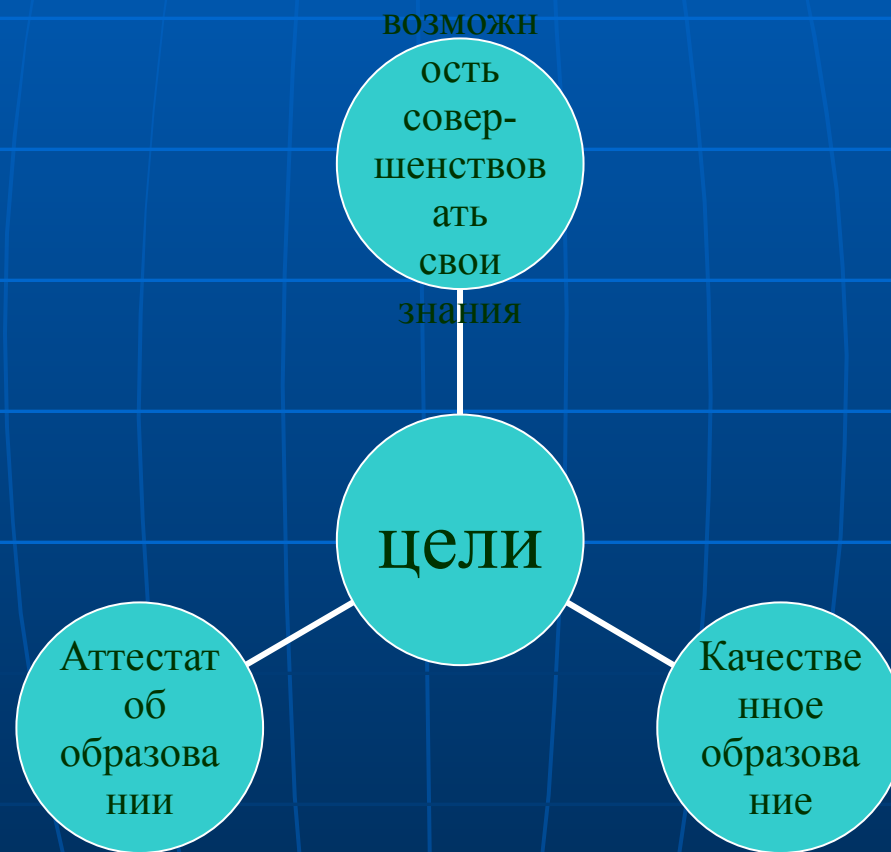 возможн
ость
совер-
шенствов
ать
свои
знания
цели
Аттестат
об
образова
нии
Качестве
нное
образова
ние